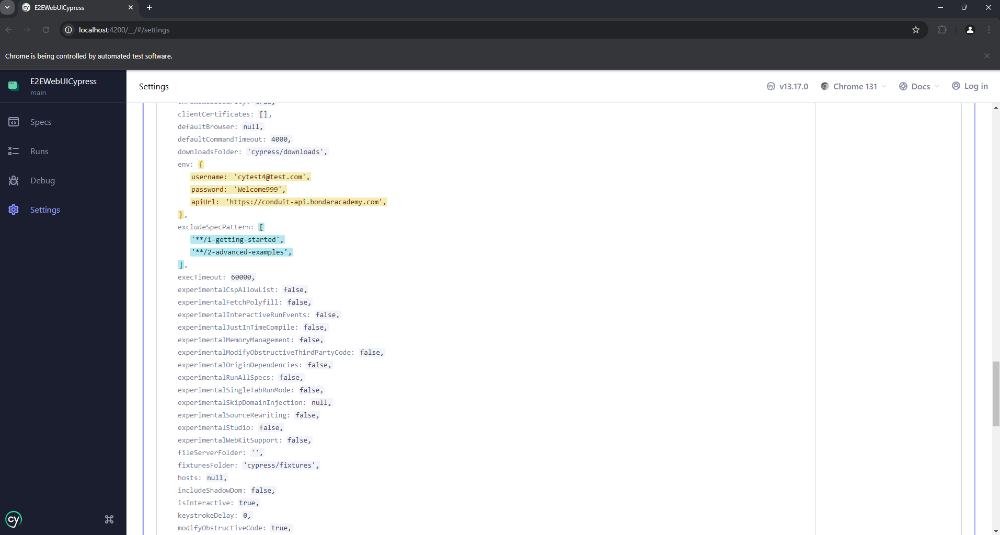 E2EWebUICypress
localhost:4200/__/#/settings
Chrome is being controlled by automated test software.
E2EWebUICypress
main
Specs
Runs
Debug
Settings
cy
Settings
v13.17.0
Chrome 131
Docs
Log in
chromeWebSecurity: true,
clientCertificates: [],
defaultBrowser: null,
defaultCommandTimeout: 4000,
downloadsFolder: 'cypress/downloads',
env: {
username: 'cytest4@test.com',
password: 'Welcome999',
apiUrl: 'https://conduit-api.bondaracademy.com',
},
excludeSpecPattern: [
'**/1-getting-started',
'**/2-advanced-examples',
],
execTimeout: 60000,
experimentalCspAllowList: false,
experimentalFetchPolyfill: false,
experimentalInteractiveRunEvents: false,
experimentalJustInTimeCompile: false,
experimentalMemoryManagement: false,
experimentalModifyObstructiveThirdPartyCode: false,
experimentalOriginDependencies: false,
experimentalRunAllSpecs: false,
experimentalSingleTabRunMode: false,
experimentalSkipDomainInjection: null,
experimentalSourceRewriting: false,
experimentalStudio: false,
experimentalWebKitSupport: false,
fileServerFolder: '',
fixturesFolder: 'cypress/fixtures',
hosts: null,
includeShadowDom: false,
isInteractive: true,
keystrokeDelay: 0,
modifyObstructiveCode: true,